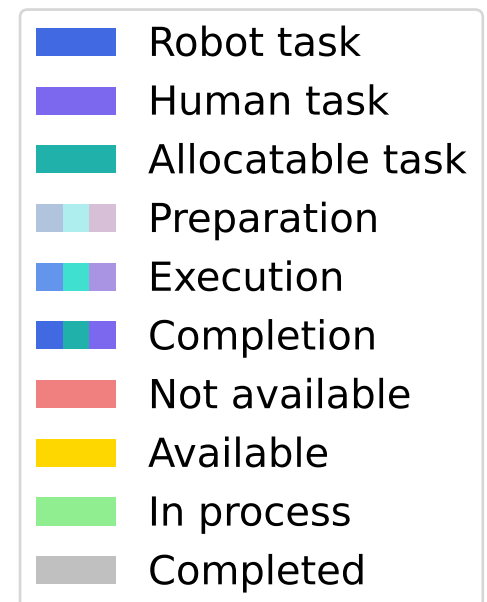 Robot task
Human task
Allocatable task
Preparation
Execution
Completion
Not available
Available
In process
Completed